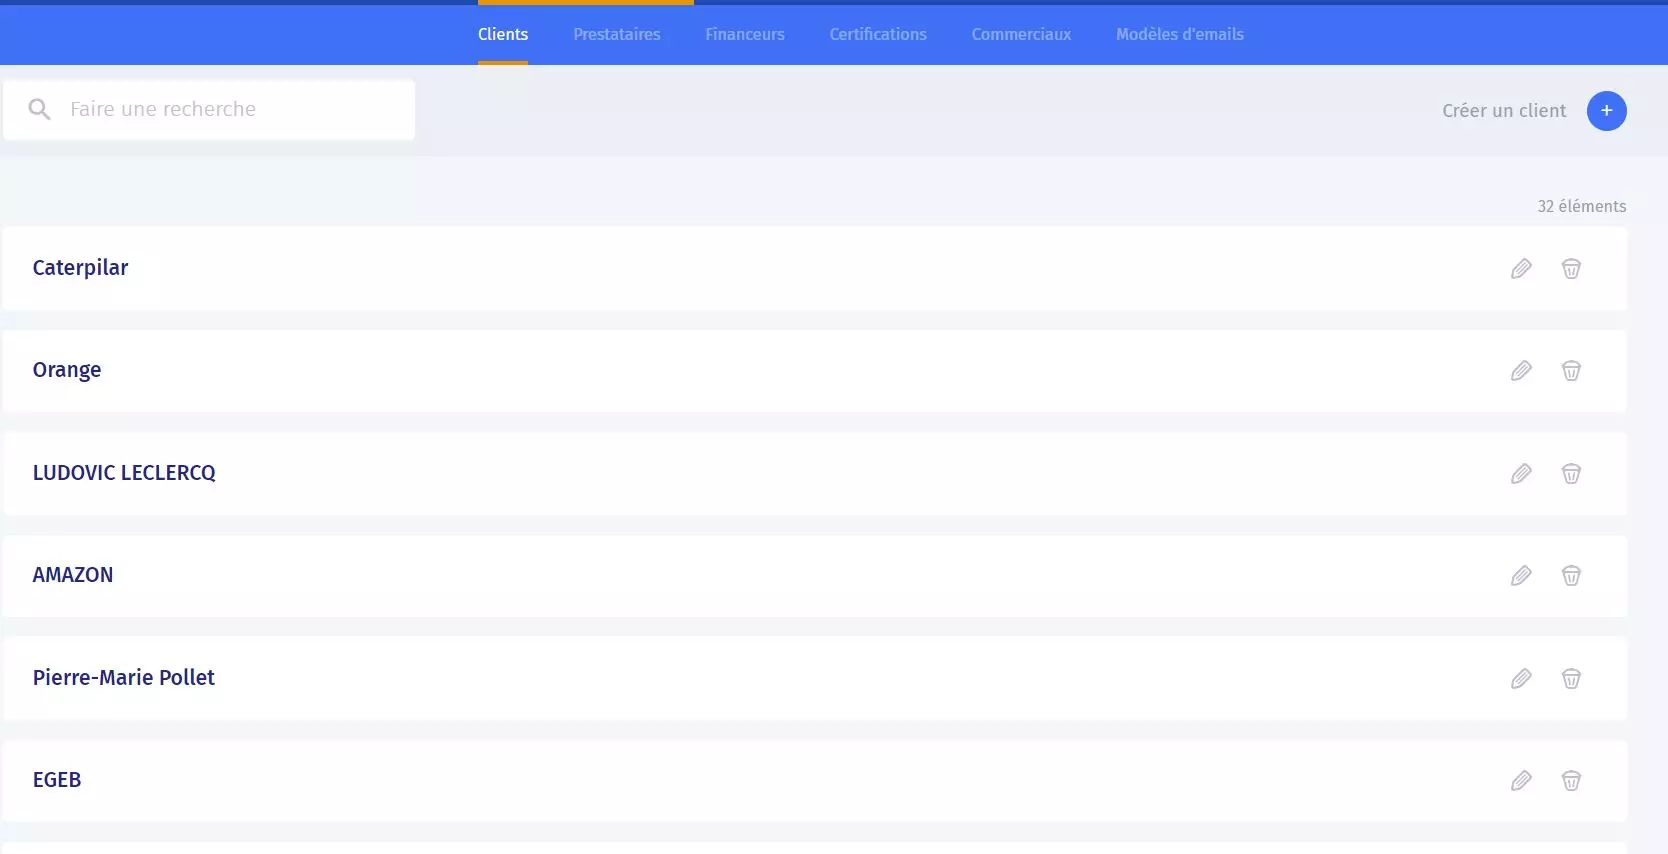 Clients Prestataires Financeurs Certifications Commerciaux Modèles d'emails
Faire une recherche
Créer un client +
32 éléments
Caterpilar
Orange
LUDOVIC LECLERCQ
AMAZON
Pierre-Marie Pollet
EGEB